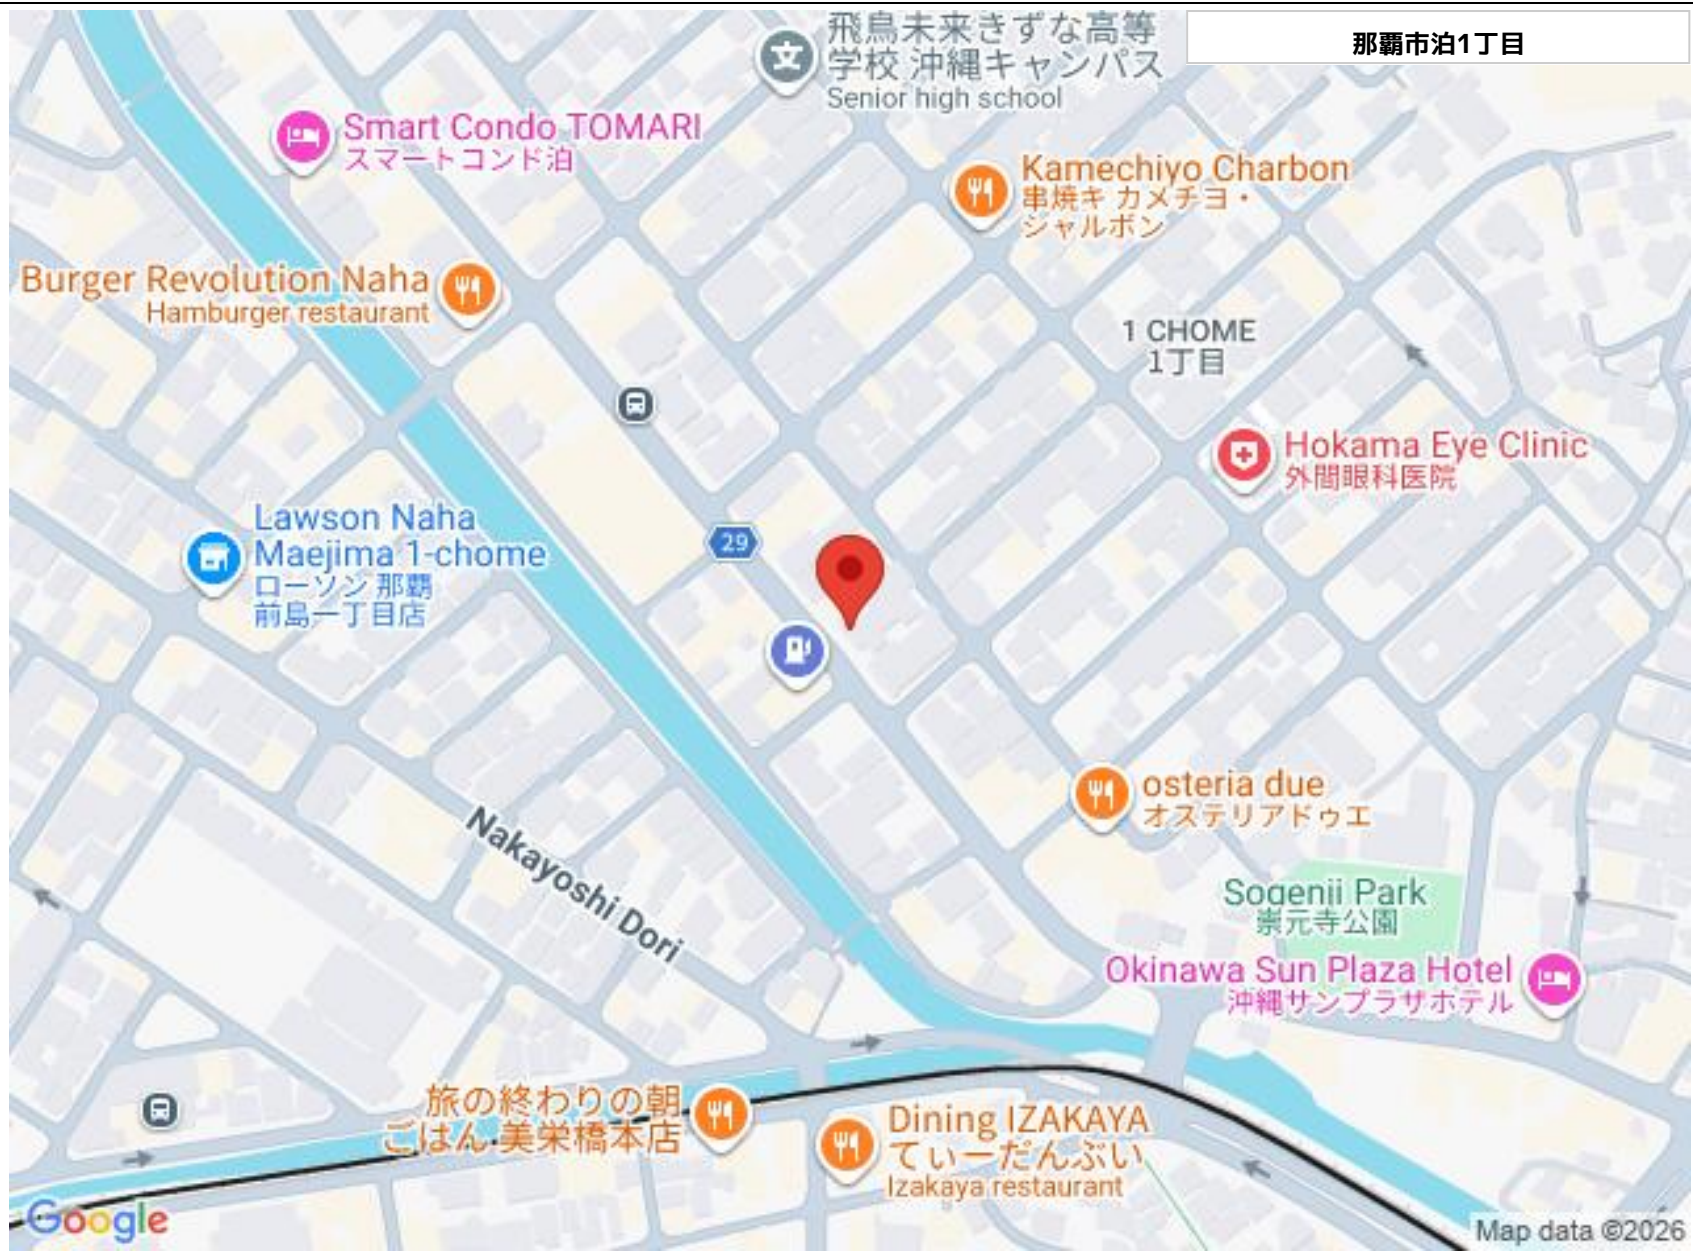 飛鳥未来きずな高等
学校 沖縄キャンパス
Senior high school
那覇市泊1丁目
Smart Condo TOMARI
スマートコンド泊
Kamechiyo Charbon
串焼キ カメチヨ・
シャルボン
Burger Revolution Naha
Hamburger restaurant
1 CHOME
1丁目
Hokama Eye Clinic
外間眼科医院
Lawson Naha
Maejima 1-chome
ローソン 那覇
前島一丁目店
29
osteria due
オステリアドゥエ
Nakayoshi Dori
Sogenji Park
崇元寺公園
Okinawa Sun Plaza Hotel
沖縄サンプラザホテル
旅の終わりの朝
ごはん 美栄橋本店
Dining IZAKAYA
てぃーだんぶい
Izakaya restaurant
Google
Map data ©2026